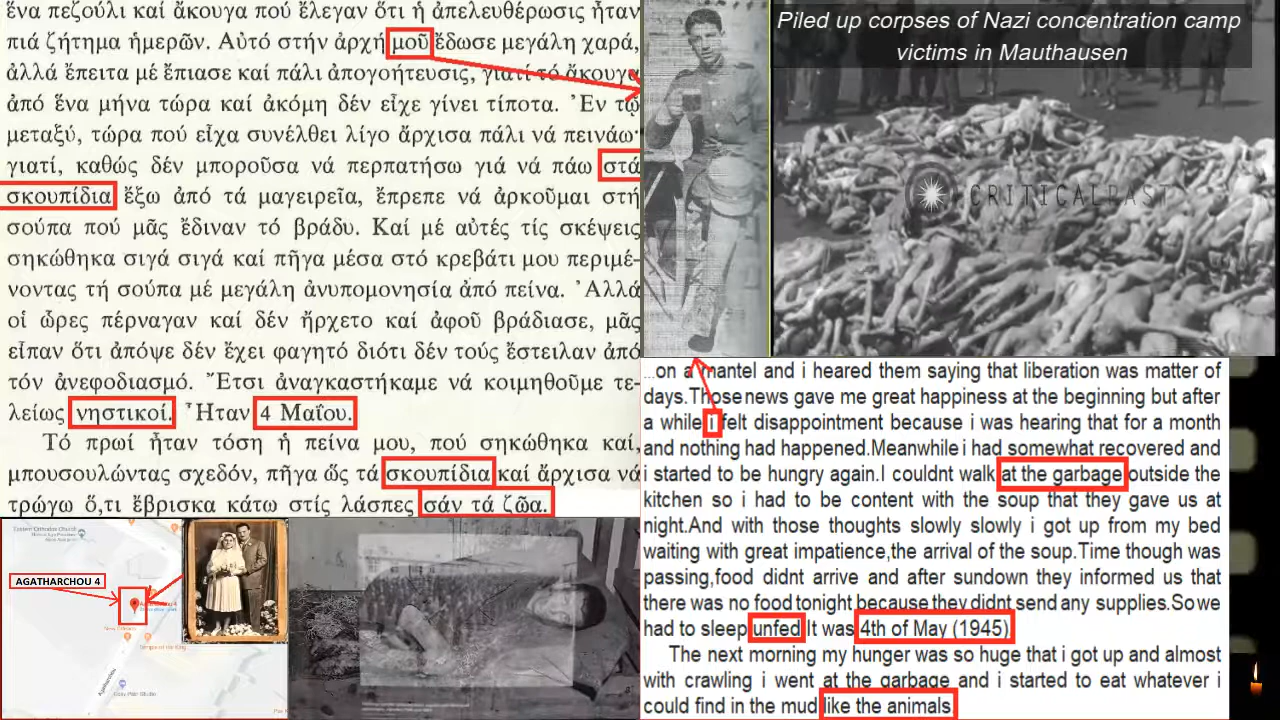 ἕνα πεζούλι καί ἄκουγα πού ἔλεγαν ὅτι ἡ ἀπελευθέρωσις ἦταν
πιά ζήτημα ἡμερῶν. Αὐτό στήν ἀρχή μοῦ ἔδωσε μεγάλη χαρά,
ἀλλά ἔπειτα μέ ἔπιασε καί πάλι ἀπογοήτευσις, γιατί τό ἄκουγα
ἀπό ἕνα μήνα τώρα καί ἀκόμη δέν εἶχε γίνει τίποτα. Ἐν τῷ
μεταξύ, τώρα πού εἶχα συνέλθει λίγο ἄρχισα πάλι νά πεινάω
γιατί, καθώς δέν μποροῦσα νά περπατήσω γιά νά πάω στά
σκουπίδια ἔξω ἀπό τά μαγειρεῖα, ἔπρεπε νά ἀρκοῦμαι στή
σούπα πού μᾶς ἔδιναν τό βράδυ. Καί μέ αὐτές τίς σκέψεις
σηκώθηκα σιγά σιγά καί πῆγα μέσα στό κρεβάτι μου περιμέ-
νοντας τή σούπα μέ μεγάλη ἀνυπομονησία ἀπό πείνα. Ἀλλά
οἱ ὧρες πέρναγαν καί δέν ἤρχετο καί ἀφοῦ βράδιασε, μᾶς
εἶπαν ὅτι ἀπόψε δέν ἔχει φαγητό διότι δέν τούς ἔστειλαν ἀπό
τόν ἀνεφοδιασμό. Ἔτσι ἀναγκαστήκαμε νά κοιμηθοῦμε τε-
λείως νηστικοί. Ἦταν 4 Μαΐου.
Τό πρωί ἦταν τόση ἡ πείνα μου, πού σηκώθηκα καί,
μπουσουλώντας σχεδόν, πῆγα ὥς τά σκουπίδια καί ἄρχισα νά
τρώγω ὅ,τι ἔβρισκα κάτω στίς λάσπες σάν τά ζῶα.
Piled up corpses of Nazi concentration camp
victims in Mauthausen
CRITICALPAST
...on a mantel and i heared them saying that liberation was matter of
days.Those news gave me great happiness at the beginning but after
a while i felt disappointment because i was hearing that for a month
and nothing had happened.Meanwhile i had somewhat recovered and
i started to be hungry again.I couldnt walk at the garbage outside the
kitchen so i had to be content with the soup that they gave us at
night.And with those thoughts slowly slowly i got up from my bed
waiting with great impatience,the arrival of the soup.Time though was
passing,food didnt arrive and after sundown they informed us that
there was no food tonight because they didnt send any supplies.So we
had to sleep unfed It was 4th of May (1945)
The next morning my hunger was so huge that i got up and almost
with crawling i went at the garbage and i started to eat whatever i
could find in the mud like the animals.
AGATHARCHOU 4
Temple of the King
Copy Pan Studio
Agatharchou